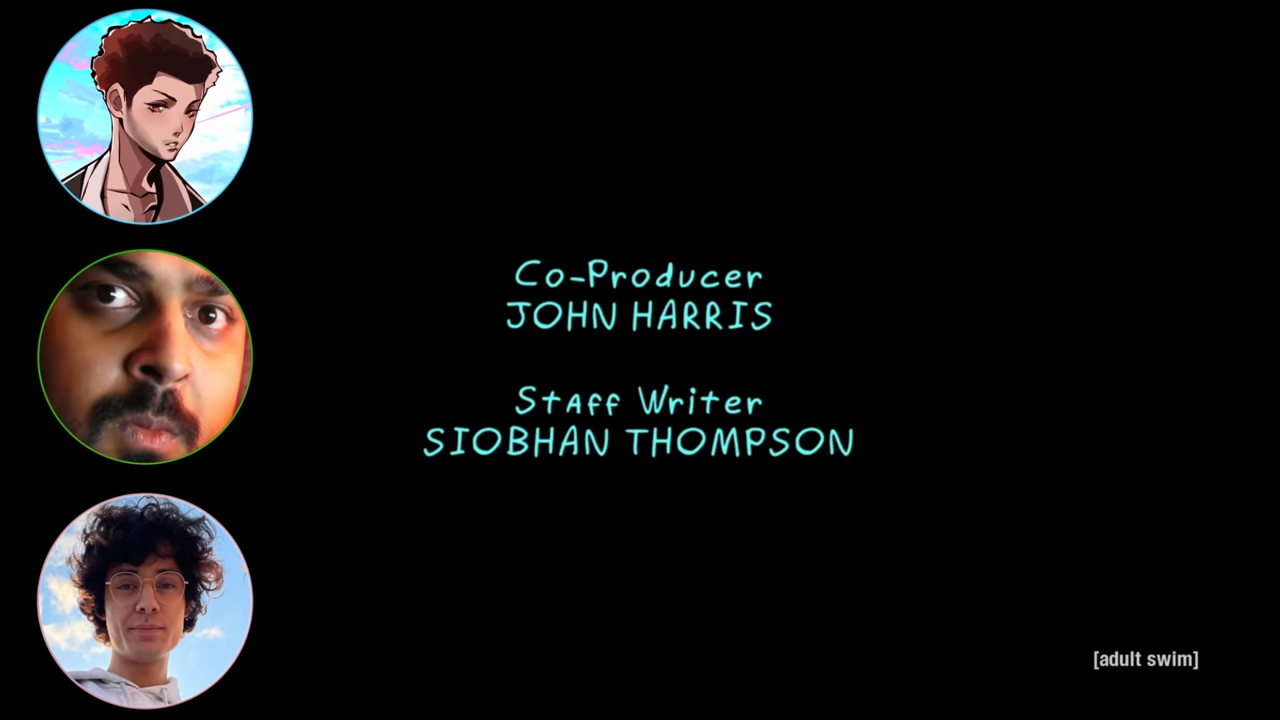 Co-Producer
JOHN HARRIS
Staff Writer
SIOBHAN THOMPSON
[adult swim]